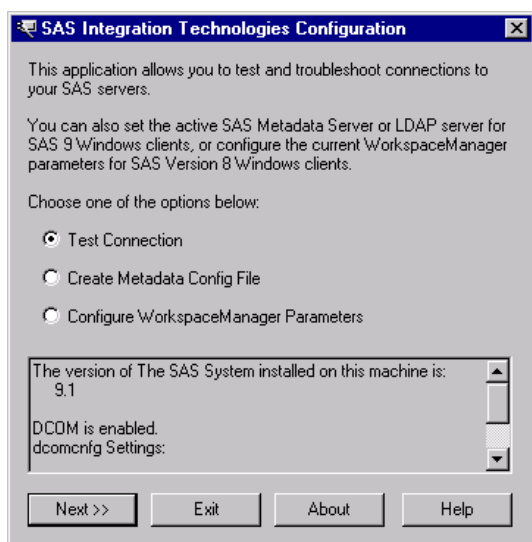 SAS Integration Technologies Configuration
This application allows you to test and troubleshoot connections to
your SAS servers.
You can also set the active SAS Metadata Server or LDAP server for
SAS 9 Windows clients, or configure the current WorkspaceManager
parameters for SAS Version 8 Windows clients.
Choose one of the options below:
Test Connection
Create Metadata Config File
Configure WorkspaceManager Parameters
The version of The SAS System installed on this machine is:
9.1
DCOM is enabled.
dcomcnfg Settings:
Next >>
Exit
About
Help